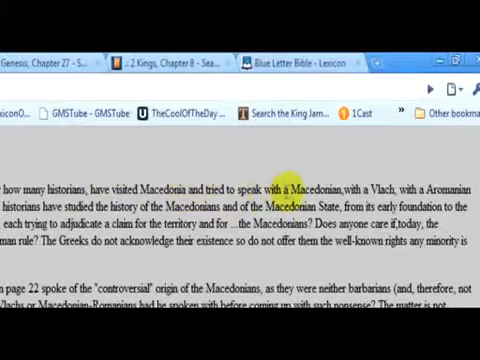 Genesis; Chapter 27 - S...
2 Kings, Chapter 8 - Sea...
Blue Letter Bible - Lexicon
GMSTube - GMSTube
TheCoolOfTheDay
Search the King Jam...
1Cast
»
Other bookma
how many historians, have visited Macedonia and tried to speak with a Macedonian,with a Vlach, with a Aromanian
historians have studied the history of the Macedonians and of the Macedonian State, from its early foundation to the
each trying to adjudicate a claim for the territory and for ...the Macedonians? Does anyone care if,today, the
man rule? The Greeks do not acknowledge their existence so do not offer them the well-known rights any minority is
n page 22 spoke of the "controversial" origin of the Macedonians, as they were neither barbarians (and, therefore, not
Vlachs or Macedonian-Romanians had he spoken with before coming up with such nonsense? The matter is not